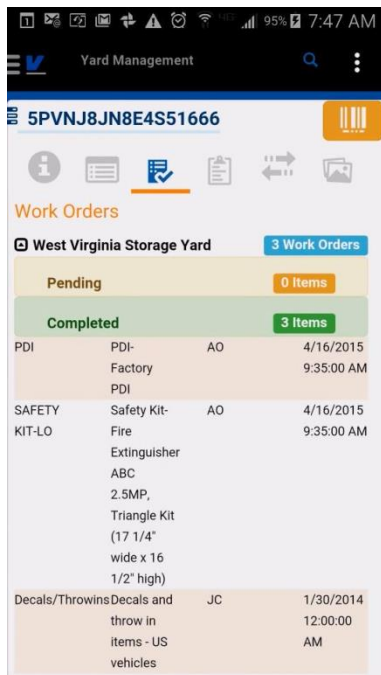 4G 95% 7:47 AM
Yard Management
5PVNJ8JN8E4S51666
Work Orders
West Virginia Storage Yard 3 Work Orders
Pending 0 Items
Completed 3 Items
PDI PDI- AO 4/16/2015
Factory 9:35:00 AM
PDI
SAFETY Safety Kit- AO 4/16/2015
KIT-LO Fire 9:35:00 AM
Extinguisher
ABC
2.5MP,
Triangle Kit
(17 1/4"
wide x 16
1/2" high)
Decals/Throwins Decals and JC 1/30/2014
throw in 12:00:00
items - US AM
vehicles